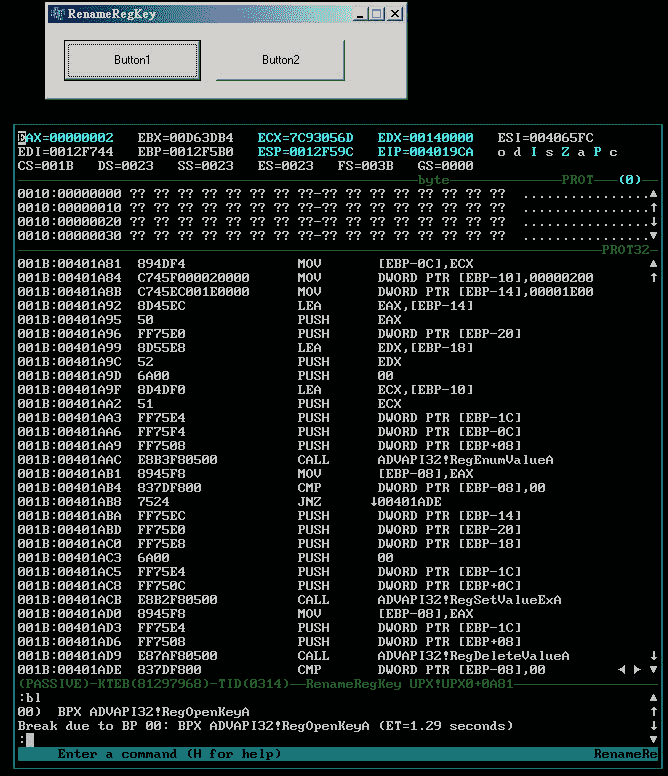 RenameRegKey
Button1 Button2
EAX=00000002 EBX=00D63DB4 ECX=7C93056D EDX=00140000 ESI=004065FC
EDI=0012F744 EBP=0012F5B0 ESP=0012F59C EIP=004019CA o d I s Z a P c
CS=001B DS=0023 SS=0023 ES=0023 FS=003B GS=0000
byte PROT (0)
0010:00000000 ?? ?? ?? ?? ?? ?? ?? ??-?? ?? ?? ?? ?? ?? ?? ?? ................
0010:00000010 ?? ?? ?? ?? ?? ?? ?? ??-?? ?? ?? ?? ?? ?? ?? ?? ................
0010:00000020 ?? ?? ?? ?? ?? ?? ?? ??-?? ?? ?? ?? ?? ?? ?? ?? ................
0010:00000030 ?? ?? ?? ?? ?? ?? ?? ??-?? ?? ?? ?? ?? ?? ?? ?? ................
PROT32
001B:00401A81 894DF4 MOV [EBP-0C],ECX
001B:00401A84 C745F000020000 MOV DWORD PTR [EBP-10],00000200
001B:00401A8B C745EC001E0000 MOV DWORD PTR [EBP-14],00001E00
001B:00401A92 8D45EC LEA EAX,[EBP-14]
001B:00401A95 50 PUSH EAX
001B:00401A96 FF75E0 PUSH DWORD PTR [EBP-20]
001B:00401A99 8D55E8 LEA EDX,[EBP-18]
001B:00401A9C 52 PUSH EDX
001B:00401A9D 6A00 PUSH 00
001B:00401A9F 8D4DF0 LEA ECX,[EBP-10]
001B:00401AA2 51 PUSH ECX
001B:00401AA3 FF75E4 PUSH DWORD PTR [EBP-1C]
001B:00401AA6 FF75F4 PUSH DWORD PTR [EBP-0C]
001B:00401AA9 FF7508 PUSH DWORD PTR [EBP+08]
001B:00401AAC E8B3F80500 CALL ADVAPI32!RegEnumValueA
001B:00401AB1 8945F8 MOV [EBP-08],EAX
001B:00401AB4 837DF800 CMP DWORD PTR [EBP-08],00
001B:00401AB8 7524 JNZ ↓00401ADE
001B:00401ABA FF75EC PUSH DWORD PTR [EBP-14]
001B:00401ABD FF75E0 PUSH DWORD PTR [EBP-20]
001B:00401AC0 FF75E8 PUSH DWORD PTR [EBP-18]
001B:00401AC3 6A00 PUSH 00
001B:00401AC5 FF75E4 PUSH DWORD PTR [EBP-1C]
001B:00401AC8 FF750C PUSH DWORD PTR [EBP+0C]
001B:00401ACB E8B2F80500 CALL ADVAPI32!RegSetValueExA
001B:00401AD0 8945F8 MOV [EBP-08],EAX
001B:00401AD3 FF75E4 PUSH DWORD PTR [EBP-1C]
001B:00401AD6 FF7508 PUSH DWORD PTR [EBP+08]
001B:00401AD9 E87AF80500 CALL ADVAPI32!RegDeleteValueA
001B:00401ADE 837DF800 CMP DWORD PTR [EBP-08],00
(PASSIVE)-KTEB(81297968)-TID(0314)—RenameRegKey UPX!UPX0+0A81
:bl
00) BPX ADVAPI32!RegOpenKeyA
Break due to BP 00: BPX ADVAPI32!RegOpenKeyA (ET=1.29 seconds)
:
Enter a command (H for help) RenameRe